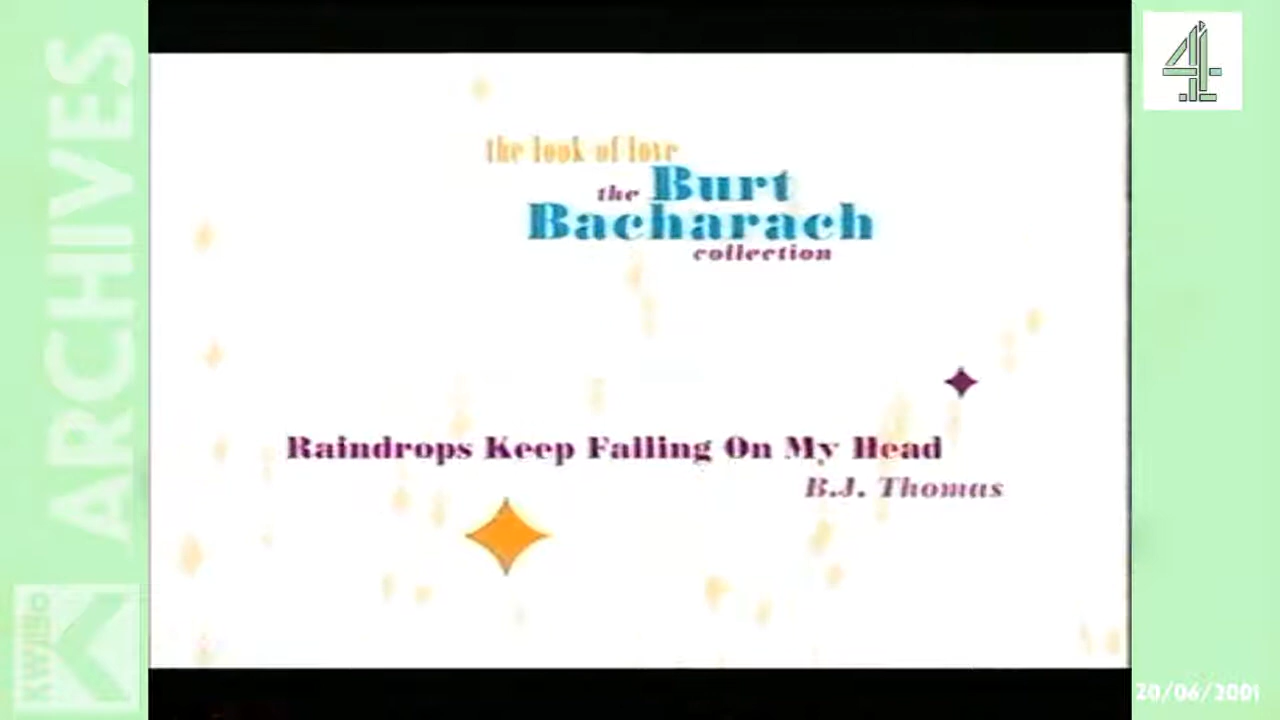 ARCHIVES
KWJIBO
the look of love
the Burt
Bacharach
collection
Raindrops Keep Falling On My Head
B.J. Thomas
20/06/2001